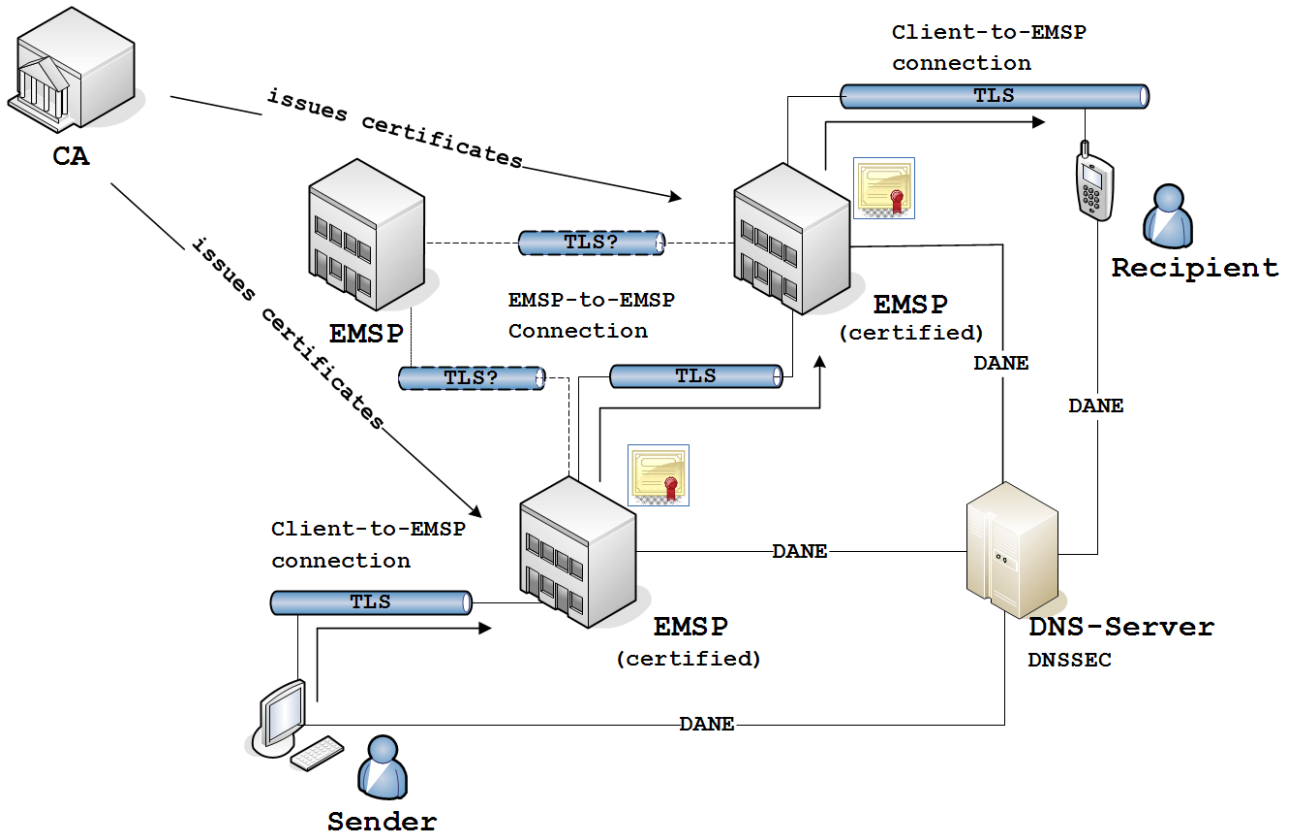 Client-to-EMSP
connection
TLS
issues certificates
CA
TLS?
Recipient
EMSP-to-EMSP
Connection
EMSP
(certified)
EMSP
issues certificates
DANE
TLS?
TLS
DANE
Client-to-EMSP
connection
DANE
TLS
EMSP
(certified)
DNS-Server
DNSSEC
DANE
Sender